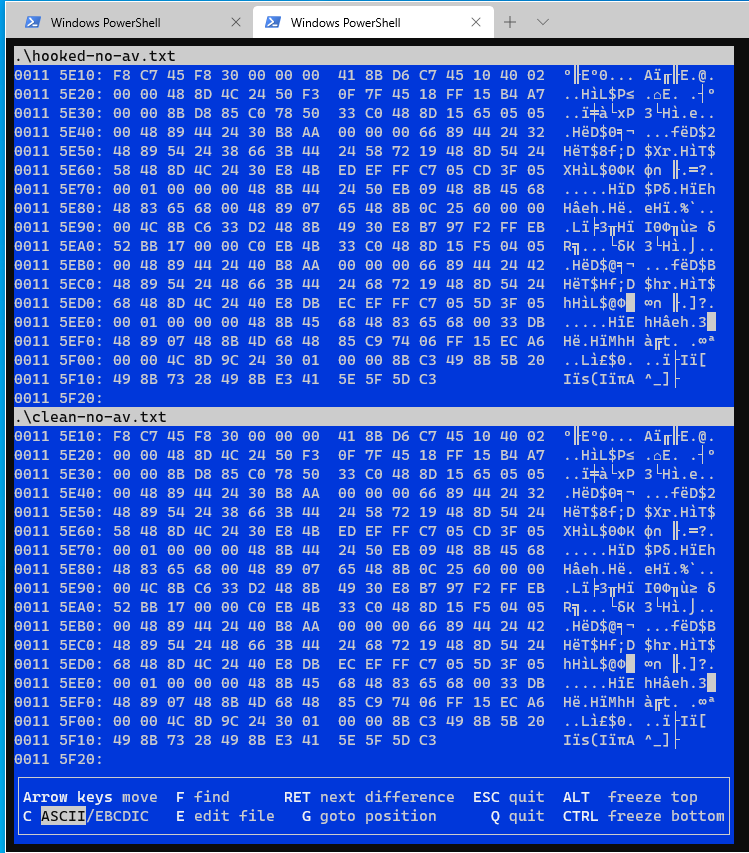 Windows PowerShell
Windows PowerShell
.\hooked-no-av.txt
0011 5E10: F8 C7 45 F8 30 00 00 00  41 8B D6 C7 45 10 40 02  °╟E°0... Aï╓╟E.@.
0011 5E20: 00 00 48 8D 4C 24 50 F3  0F 7F 45 18 FF 15 B4 A7  ..HìL$P≤ .⌂E. .┤º
0011 5E30: 00 00 8B D8 85 C0 78 50  33 C0 48 8D 15 65 05 05  ..ï╪à└xP 3└Hì.e..
0011 5E40: 00 48 89 44 24 30 B8 AA  00 00 00 66 89 44 24 32  .HëD$0╕¬ ...fëD$2
0011 5E50: 48 89 54 24 38 66 3B 44  24 58 72 19 48 8D 54 24  HëT$8f;D $Xr.HìT$
0011 5E60: 58 48 8D 4C 24 30 E8 4B  ED EF FF C7 05 CD 3F 05  XHìL$0ΦK φ∩ ╟.═?.
0011 5E70: 00 01 00 00 00 48 8B 44  24 50 EB 09 48 8B 45 68  .....HïD $Pδ.HïEh
0011 5E80: 48 83 65 68 00 48 89 07  65 48 8B 0C 25 60 00 00  Hâeh.Hë. eHï.%`..
0011 5E90: 00 4C 8B C6 33 D2 48 8B  49 30 E8 B7 97 F2 FF EB  .Lï╞3╥Hï I0Φ╖ù≥ δ
0011 5EA0: 52 BB 17 00 00 C0 EB 4B  33 C0 48 8D 15 F5 04 05  R╗...└δK 3└Hì.⌡..
0011 5EB0: 00 48 89 44 24 40 B8 AA  00 00 00 66 89 44 24 42  .HëD$@╕¬ ...fëD$B
0011 5EC0: 48 89 54 24 48 66 3B 44  24 68 72 19 48 8D 54 24  HëT$Hf;D $hr.HìT$
0011 5ED0: 68 48 8D 4C 24 40 E8 DB  EC EF FF C7 05 5D 3F 05  hHìL$@Φ█ ∞∩ ╟.]?.
0011 5EE0: 00 01 00 00 00 48 8B 45  68 48 83 65 68 00 33 DB  .....HïE hHâeh.3█
0011 5EF0: 48 89 07 48 8B 4D 68 48  85 C9 74 06 FF 15 EC A6  Hë.HïMhH à╔t. .∞ª
0011 5F00: 00 00 4C 8D 9C 24 30 01  00 00 8B C3 49 8B 5B 20  ..Lì£$0. ..ï├Iï[
0011 5F10: 49 8B 73 28 49 8B E3 41  5E 5F 5D C3  Iïs(IïπA ^_]├
0011 5F20:
.\clean-no-av.txt
0011 5E10: F8 C7 45 F8 30 00 00 00  41 8B D6 C7 45 10 40 02  °╟E°0... Aï╓╟E.@.
0011 5E20: 00 00 48 8D 4C 24 50 F3  0F 7F 45 18 FF 15 B4 A7  ..HìL$P≤ .⌂E. .┤º
0011 5E30: 00 00 8B D8 85 C0 78 50  33 C0 48 8D 15 65 05 05  ..ï╪à└xP 3└Hì.e..
0011 5E40: 00 48 89 44 24 30 B8 AA  00 00 00 66 89 44 24 32  .HëD$0╕¬ ...fëD$2
0011 5E50: 48 89 54 24 38 66 3B 44  24 58 72 19 48 8D 54 24  HëT$8f;D $Xr.HìT$
0011 5E60: 58 48 8D 4C 24 30 E8 4B  ED EF FF C7 05 CD 3F 05  XHìL$0ΦK φ∩ ╟.═?.
0011 5E70: 00 01 00 00 00 48 8B 44  24 50 EB 09 48 8B 45 68  .....HïD $Pδ.HïEh
0011 5E80: 48 83 65 68 00 48 89 07  65 48 8B 0C 25 60 00 00  Hâeh.Hë. eHï.%`..
0011 5E90: 00 4C 8B C6 33 D2 48 8B  49 30 E8 B7 97 F2 FF EB  .Lï╞3╥Hï I0Φ╖ù≥ δ
0011 5EA0: 52 BB 17 00 00 C0 EB 4B  33 C0 48 8D 15 F5 04 05  R╗...└δK 3└Hì.⌡..
0011 5EB0: 00 48 89 44 24 40 B8 AA  00 00 00 66 89 44 24 42  .HëD$@╕¬ ...fëD$B
0011 5EC0: 48 89 54 24 48 66 3B 44  24 68 72 19 48 8D 54 24  HëT$Hf;D $hr.HìT$
0011 5ED0: 68 48 8D 4C 24 40 E8 DB  EC EF FF C7 05 5D 3F 05  hHìL$@Φ█ ∞∩ ╟.]?.
0011 5EE0: 00 01 00 00 00 48 8B 45  68 48 83 65 68 00 33 DB  .....HïE hHâeh.3█
0011 5EF0: 48 89 07 48 8B 4D 68 48  85 C9 74 06 FF 15 EC A6  Hë.HïMhH à╔t. .∞ª
0011 5F00: 00 00 4C 8D 9C 24 30 01  00 00 8B C3 49 8B 5B 20  ..Lì£$0. ..ï├Iï[
0011 5F10: 49 8B 73 28 49 8B E3 41  5E 5F 5D C3  Iïs(IïπA ^_]├
0011 5F20:
Arrow keys move  F find  RET next difference  ESC quit  ALT freeze top
C ASCII/EBCDIC  E edit file  G goto position  Q quit  CTRL freeze bottom